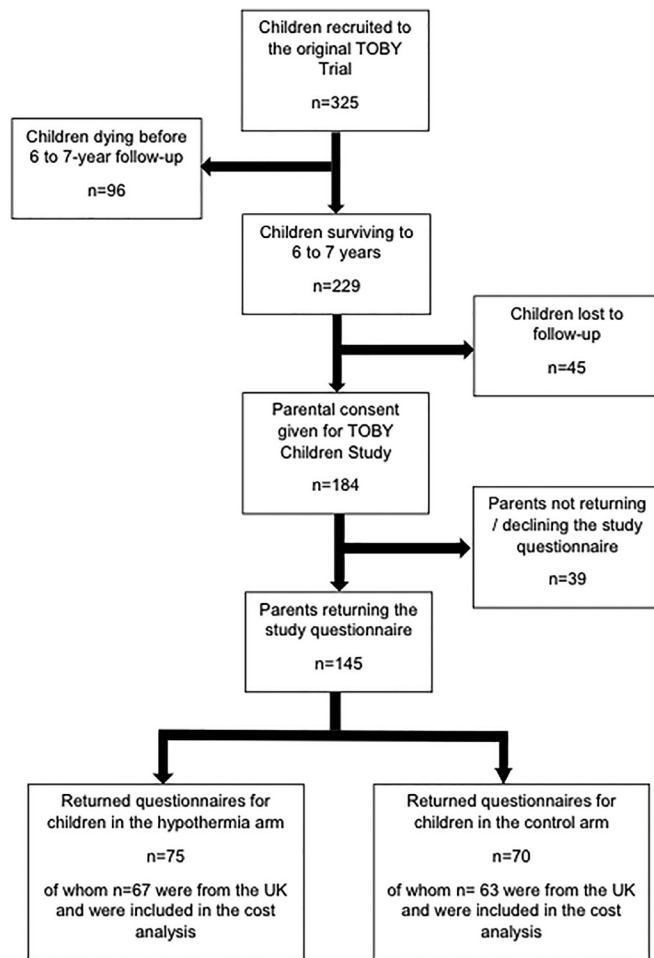 Children recruited to
the original TOBY
Trial
n=325
Children dying before
6 to 7-year follow-up
n=96
Children surviving to
6 to 7 years
n=229
Children lost to
follow-up
n=45
Parental consent
given for TOBY
Children Study
n=184
Parents not returning
/ declining the study
questionnaire
n=39
Parents returning the
study questionnaire
n=145
Returned questionnaires for
children in the hypothermia arm
n=75
of whom n=67 were from the UK
and were included in the cost
analysis
Returned questionnaires for
children in the control arm
n=70
of whom n= 63 were from the UK
and were included in the cost
analysis